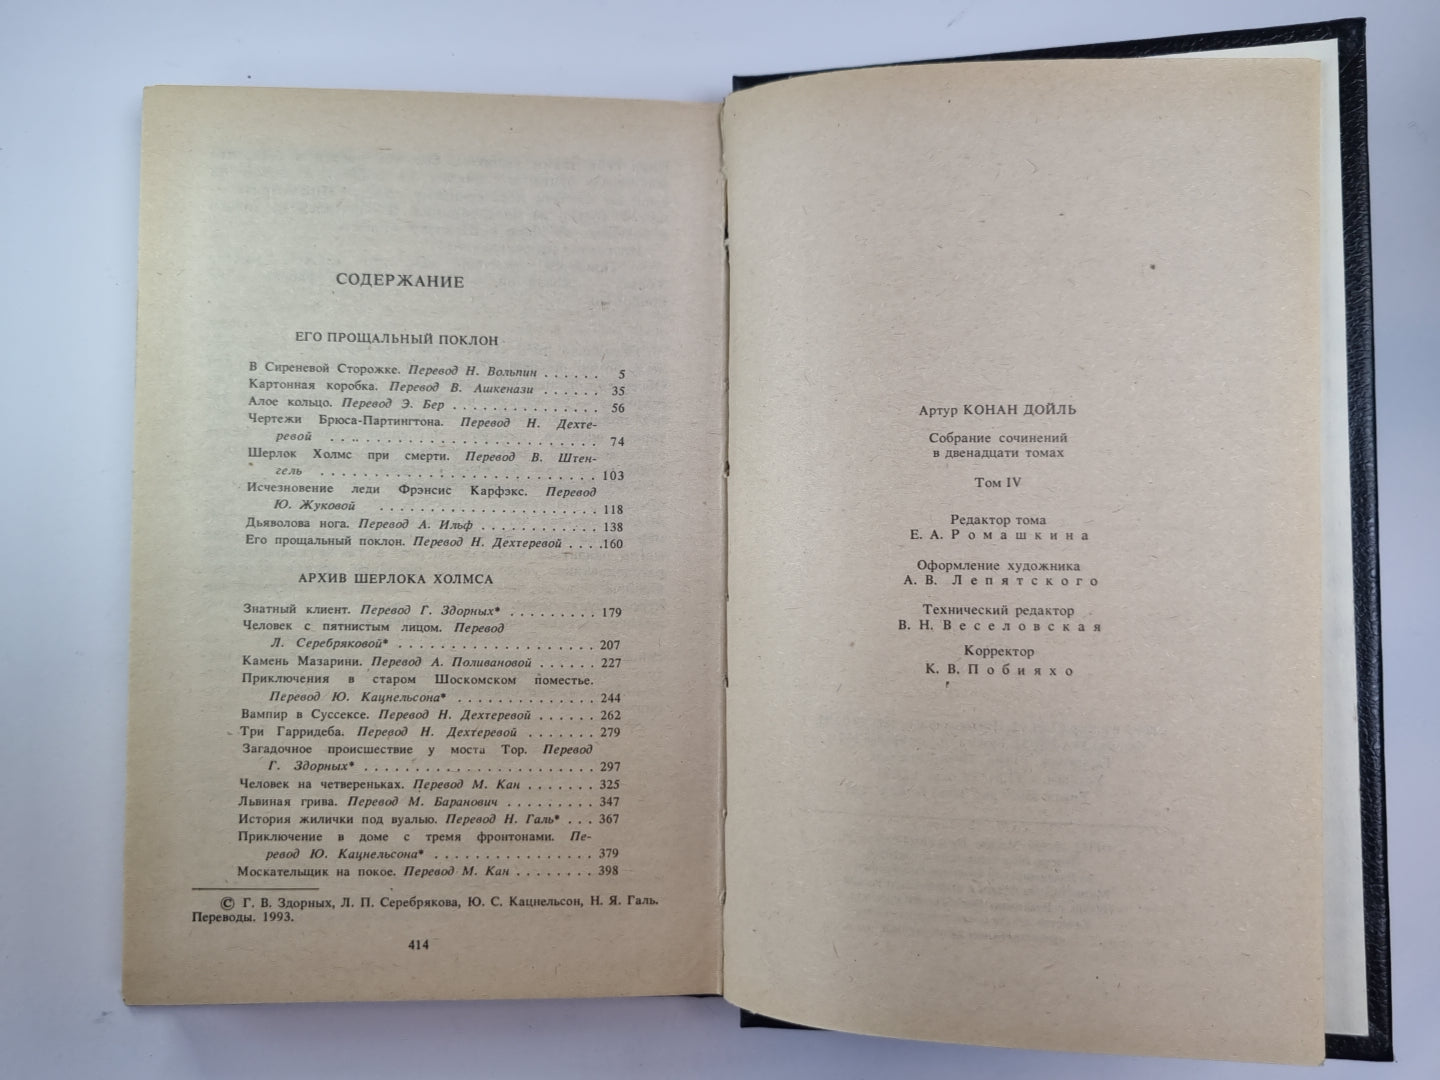 СОДЕРЖАНИЕ
ЕГО ПРОЩАЛЬНЫЙ ПОКЛОН
В Сиреневой Сторожке. Перевод Н. Вольпин . . . . . . 5
Картонная коробка. Перевод В. Ашкенази . . . . . . 35
Алое кольцо. Перевод Э. Бер . . . . . . . . . . . . . . . 56
Чертежи Брюса-Партингтона. Перевод Н. Дехте-
ревой . . . . . . . . . . . . . . . . . . . . . . . . . 74
Шерлок Холмс при смерти. Перевод В. Штен-
гель . . . . . . . . . . . . . . . . . . . . . . . . . 103
Исчезновение леди Фрэнсис Карфэкс. Перевод
Ю. Жуковой . . . . . . . . . . . . . . . . . . . . 118
Дьяволова нога. Перевод А. Ильф . . . . . . . . . . . . 138
Его прощальный поклон. Перевод Н. Дехтеревой . . . .160
АРХИВ ШЕРЛОКА ХОЛМСА
Знатный клиент. Перевод Г. Здорных* . . . . . . . . . 179
Человек с пятнистым лицом. Перевод
Л. Серебряковой* . . . . . . . . . . . . . . . . . . 207
Камень Мазарини. Перевод А. Поливановой . . . . . . 227
Приключения в старом Шоскомском поместье.
Перевод Ю. Кацнельсона* . . . . . . . . . . . . . . 244
Вампир в Суссексе. Перевод Н. Дехтеревой . . . . . . 262
Три Гарридеба. Перевод Н. Дехтеревой . . . . . . . . 279
Загадочное происшествие у моста Тор. Перевод
Г. Здорных* . . . . . . . . . . . . . . . . . . . . . . . 297
Человек на четвереньках. Перевод М. Кан . . . . . . . 325
Львиная грива. Перевод М. Баранович . . . . . . . . . 347
История жилички под вуалью. Перевод Н. Галь* . . . 367
Приключение в доме с тремя фронтонами. Пе-
ревод Ю. Кацнельсона* . . . . . . . . . . . . . . . . 379
Москательщик на покое. Перевод М. Кан . . . . . . . . 398
© Г. В. Здорных, Л. П. Серебрякова, Ю. С. Кацнельсон, Н. Я. Галь.
Переводы. 1993.
414
Артур КОНАН ДОЙЛЬ
Собрание сочинений
в двенадцати томах
Том IV
Редактор тома
Е. А. Ромашкина
Оформление художника
А. В. Лепятского
Технический редактор
В. Н. Веселовская
Корректор
К. В. Побияхо